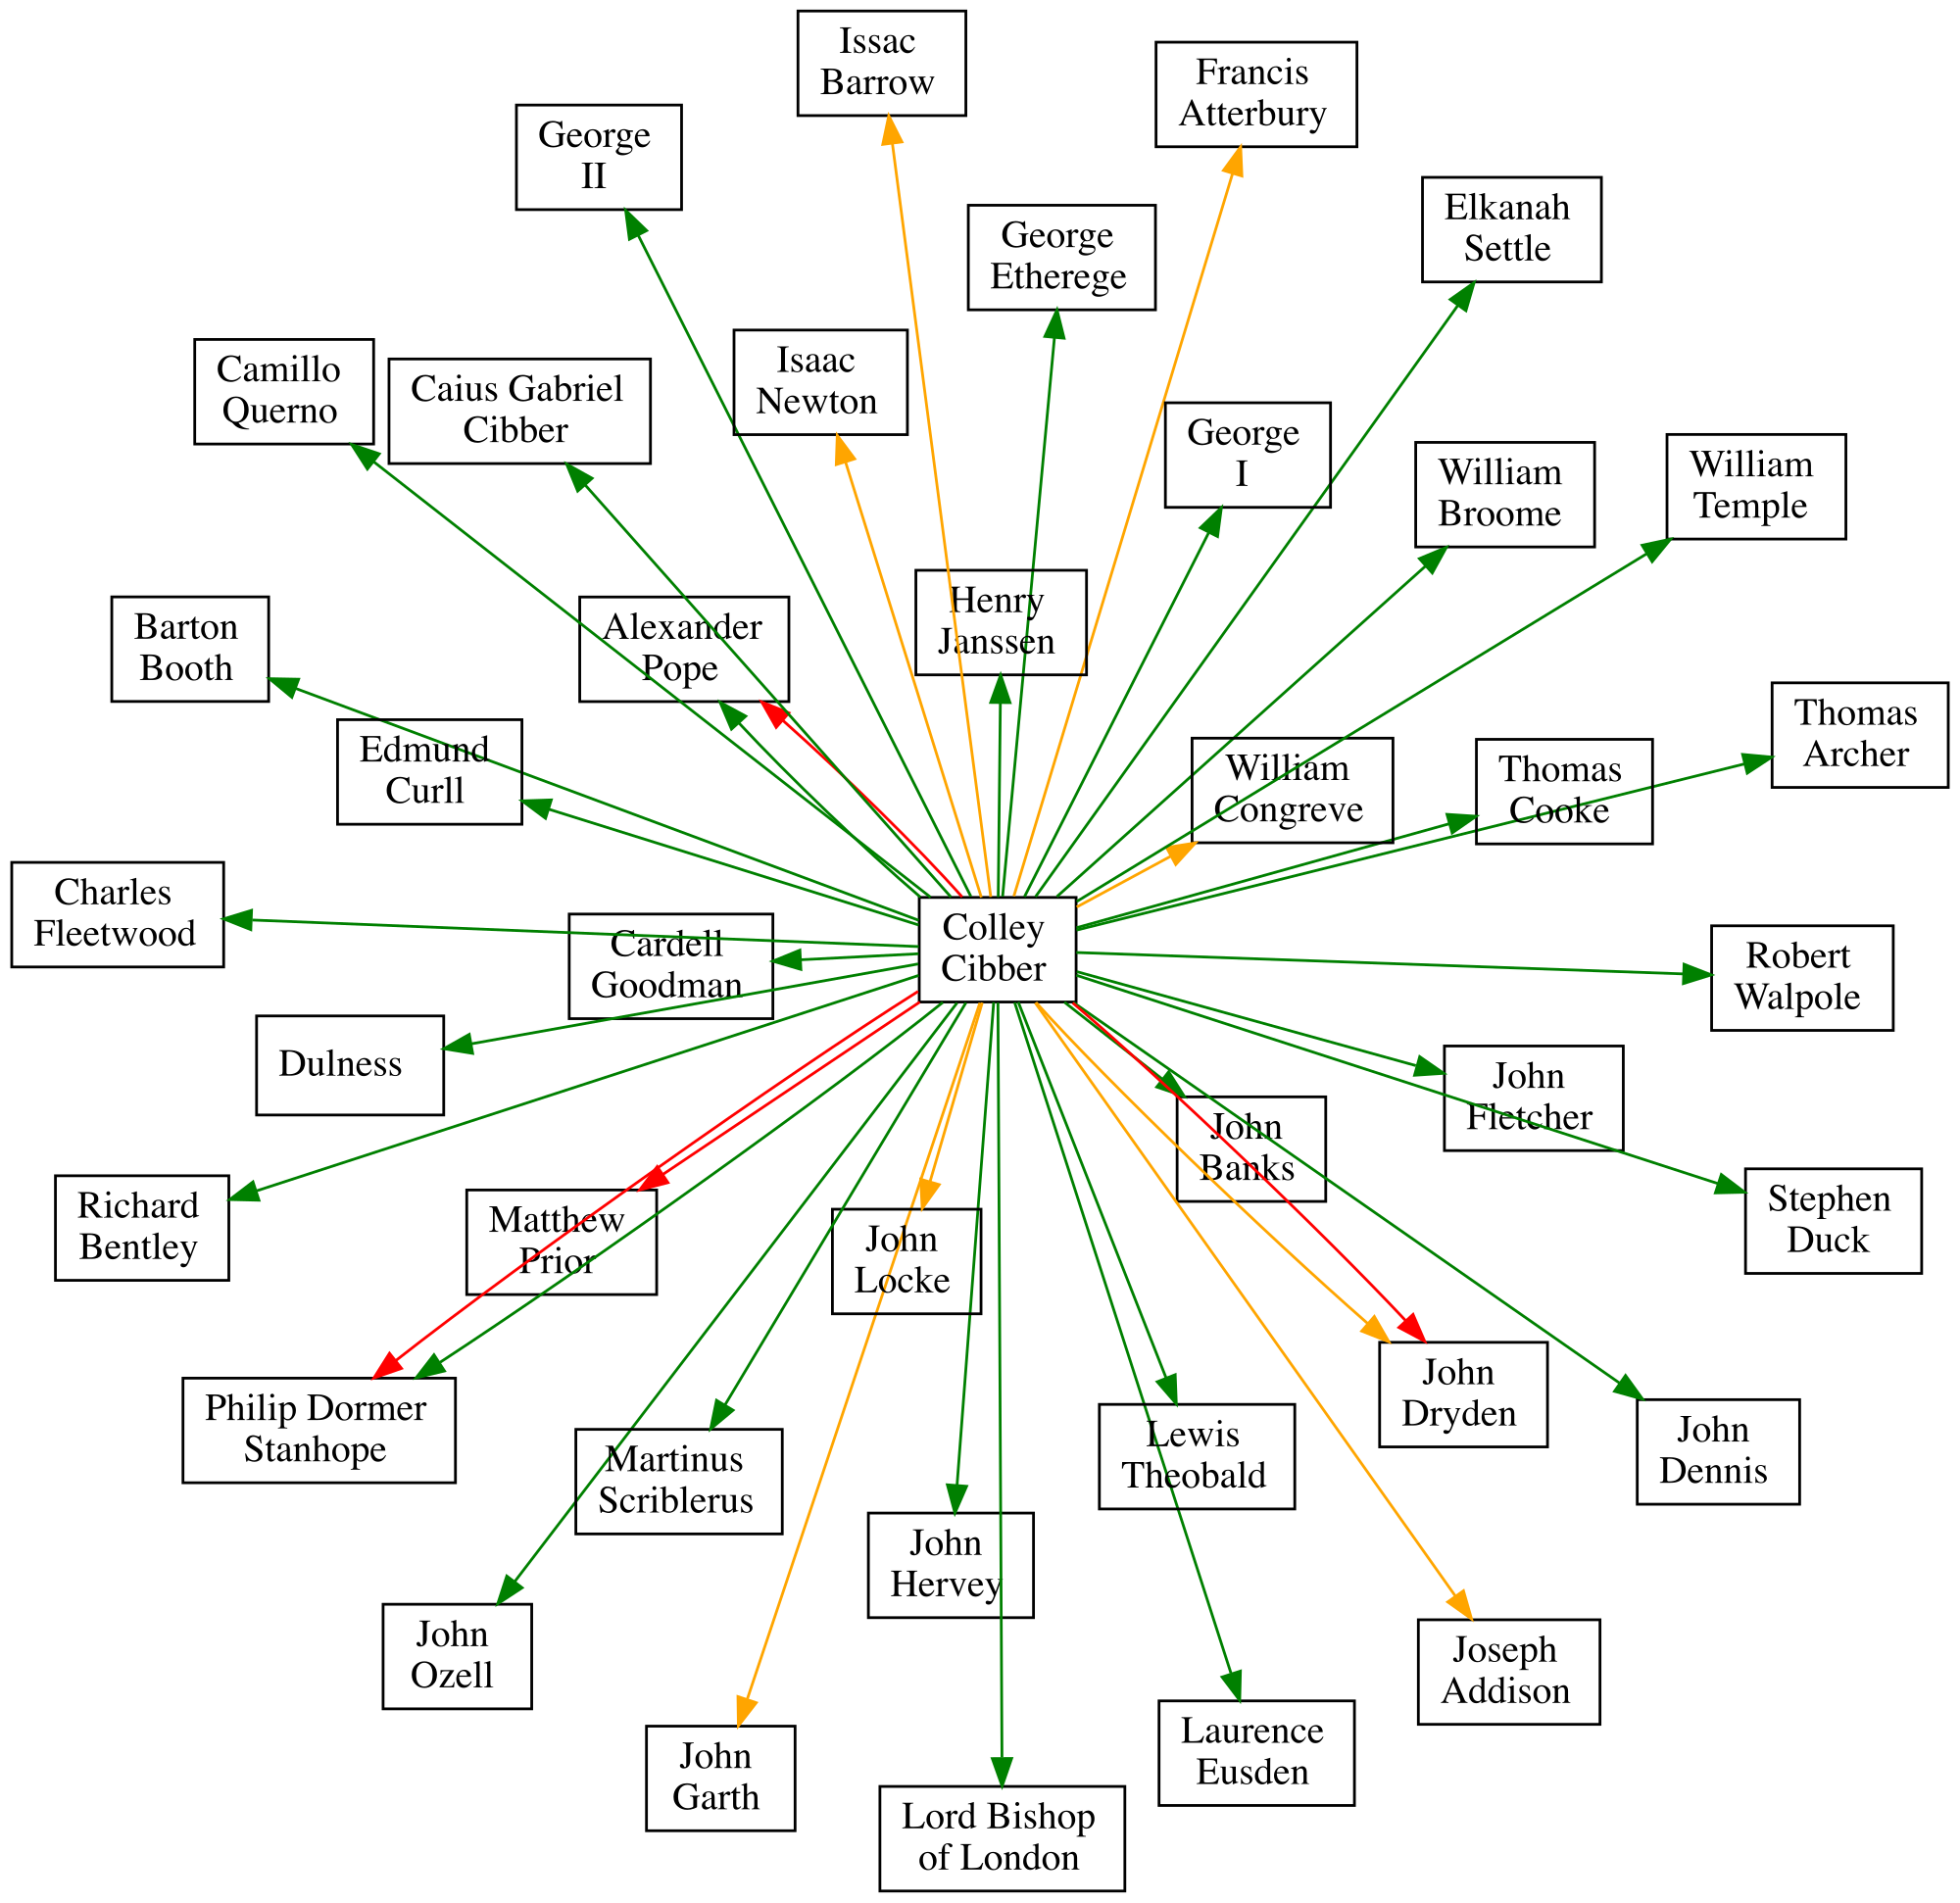 Issac
Barrow
Francis
Atterbury
George
II
Elkanah
Settle
George
Etherege
Isaac
Newton
Camillo
Querno
Caius Gabriel
Cibber
George
I
William
Broome
William
Temple
Henry
Janssen
Barton
Booth
Alexander
Pope
Thomas
Archer
Edmund
Curll
William
Congreve
Thomas
Cooke
Charles
Fleetwood
Cardell
Goodman
Colley
Cibber
Robert
Walpole
Dulness
John
Fletcher
John
Banks
Richard
Bentley
Matthew
Prior
John
Locke
Stephen
Duck
Philip Dormer
Stanhope
John
Dryden
John
Dennis
Martinus
Scriblerus
Lewis
Theobald
John
Hervey
John
Ozell
Joseph
Addison
John
Garth
Laurence
Eusden
Lord Bishop
of London